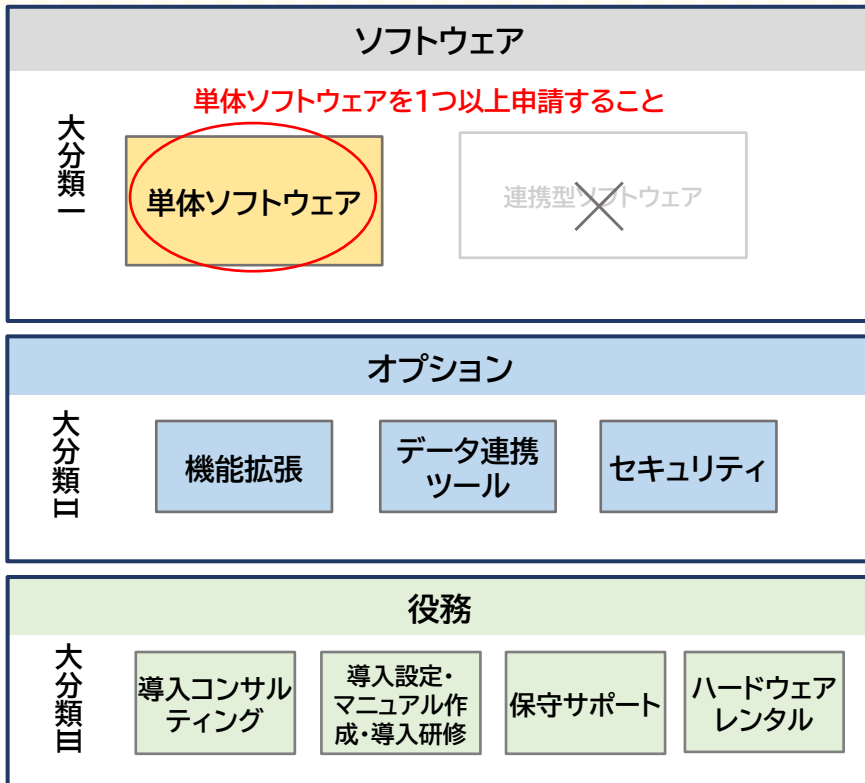 ソフトウェア
単体ソフトウェアを1つ以上申請すること
大分類Ⅰ
単体ソフトウェア
連携型ソフトウェア
オプション
大分類Ⅱ
機能拡張
データ連携
ツール
セキュリティ
役務
大分類Ⅲ
導入コンサル
ティング
導入設定・
マニュアル作
成・導入研修
保守サポート
ハードウェア
レンタル